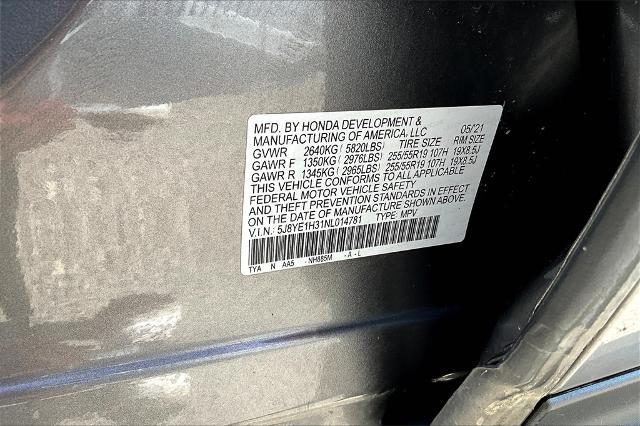 MFD. BY HONDA DEVELOPMENT &
MANUFACTURING OF AMERICA, LLC 05/21
GVWR 2640KG( 5820LBS) TIRE SIZE RIM SIZE
GAWR F 1350KG( 2976LBS) 255/55R19 107H 19X8.5J
GAWR R 1345KG( 2965LBS) 255/55R19 107H 19X8.5J
THIS VEHICLE CONFORMS TO ALL APPLICABLE
FEDERAL MOTOR VEHICLE SAFETY
AND THEFT PREVENTION STANDARDS IN EFFECT
ON THE DATE OF MANUFACTURE SHOWN ABOVE.
V.I.N.: 5J8YE1H31NL014781 TYPE: MPV
TYA N AA5 - NH885M - A - L